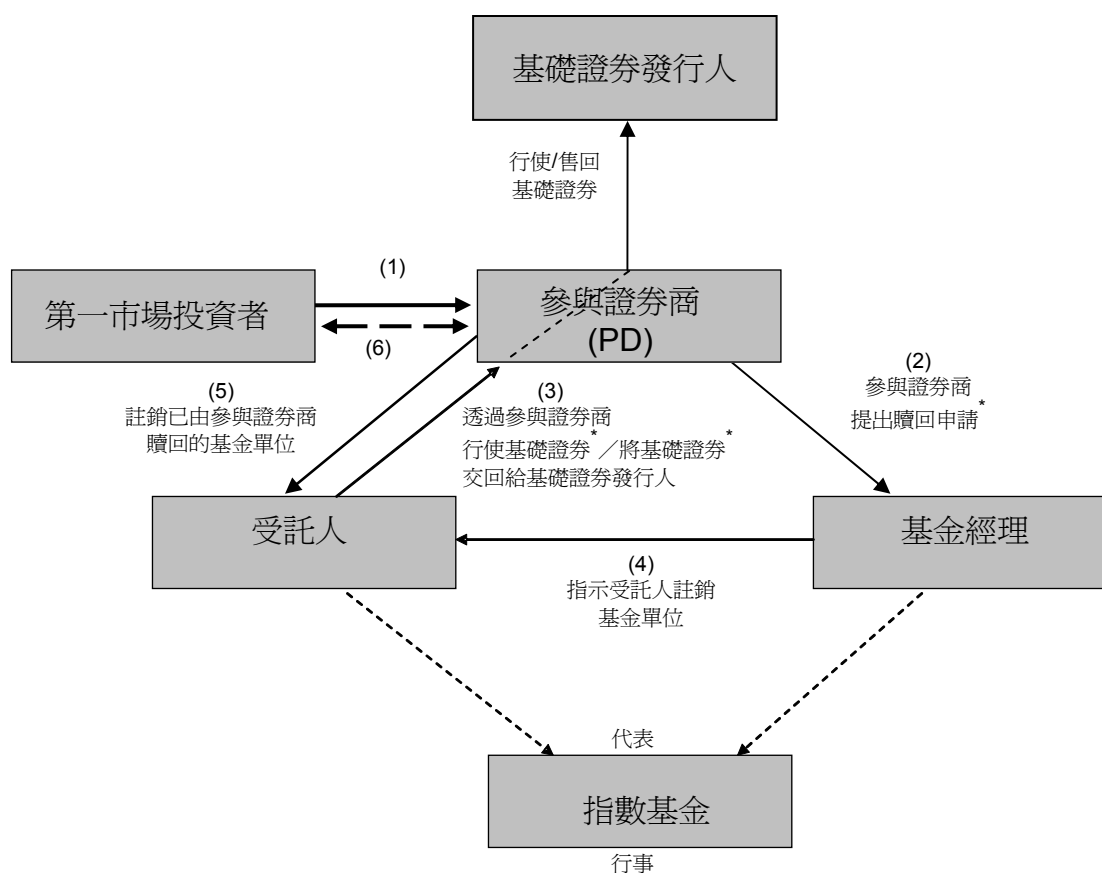 基礎證券發行人
行使/售回
基礎證券
(1)
第一市場投資者
參與證券商
(PD)
(6)
(2)
參與證券商
提出贖回申請*
(5)
註銷已由參與證券商
贖回的基金單位
(3)
透過參與證券商
行使基礎證券*／將基礎證券*
交回給基礎證券發行人
受託人
基金經理
(4)
指示受託人註銷
基金單位
代表
指數基金
行事